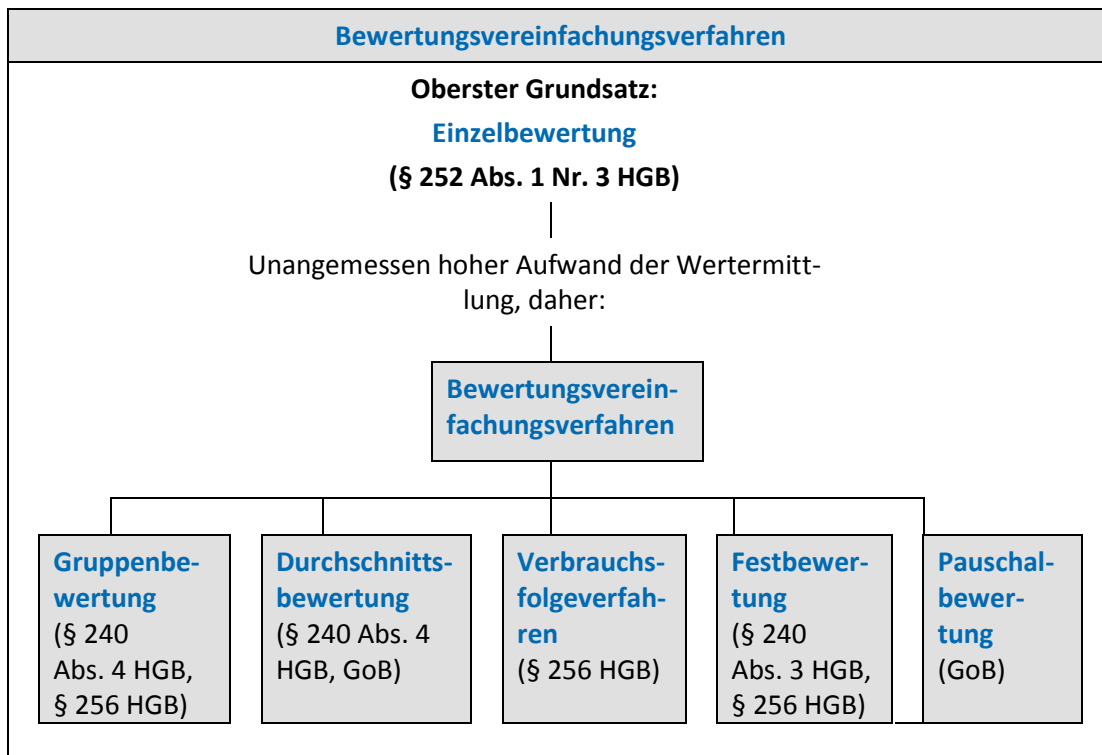 Bewertungsvereinfachungsverfahren
Oberster Grundsatz:
Einzelbewertung
(§ 252 Abs. 1 Nr. 3 HGB)
Unangemessen hoher Aufwand der Wertermitt-
lung, daher:
Bewertungsverein-
fachungsverfahren
Gruppenbe-
wertung
(§ 240
Abs. 4 HGB,
§ 256 HGB)
Durchschnitts-
bewertung
(§ 240 Abs. 4
HGB, GoB)
Verbrauchs-
folgeverfah-
ren
(§ 256 HGB)
Festbewer-
tung
(§ 240
Abs. 3 HGB,
§ 256 HGB)
Pauschal-
bewer-
tung
(GoB)